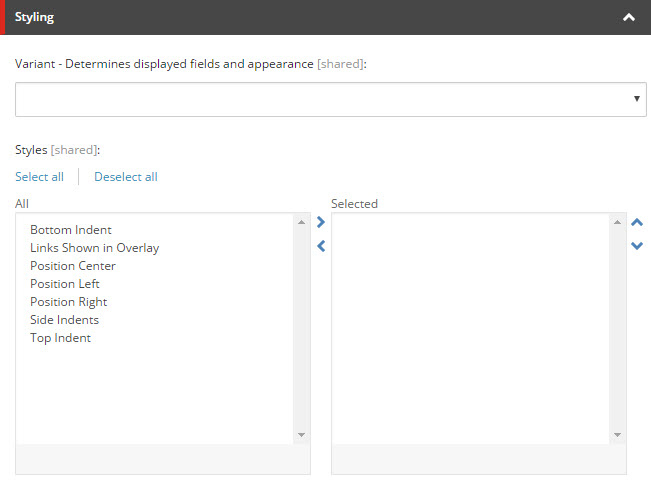 Styling
Variant - Determines displayed fields and appearance [shared]:
Styles [shared]:
Select all Deselect all
All Selected
Bottom Indent
Links Shown in Overlay
Position Center
Position Left
Position Right
Side Indents
Top Indent